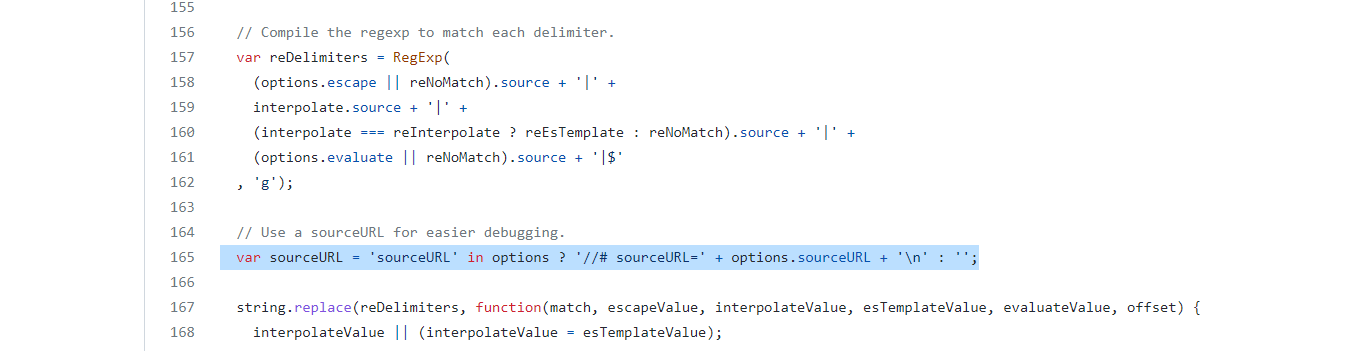 155
156 // Compile the regexp to match each delimiter.
157 var reDelimiters = RegExp(
158 (options.escape || reNoMatch).source + '|' +
159 interpolate.source + '|' +
160 (interpolate === reInterpolate ? reEsTemplate : reNoMatch).source + '|' +
161 (options.evaluate || reNoMatch).source + '|$'
162 , 'g');
163
164 // Use a sourceURL for easier debugging.
165 var sourceURL = 'sourceURL' in options ? '//# sourceURL=' + options.sourceURL + '\n' : '';
166
167 string.replace(reDelimiters, function(match, escapeValue, interpolateValue, esTemplateValue, evaluateValue, offset) {
168 interpolateValue || (interpolateValue = esTemplateValue);